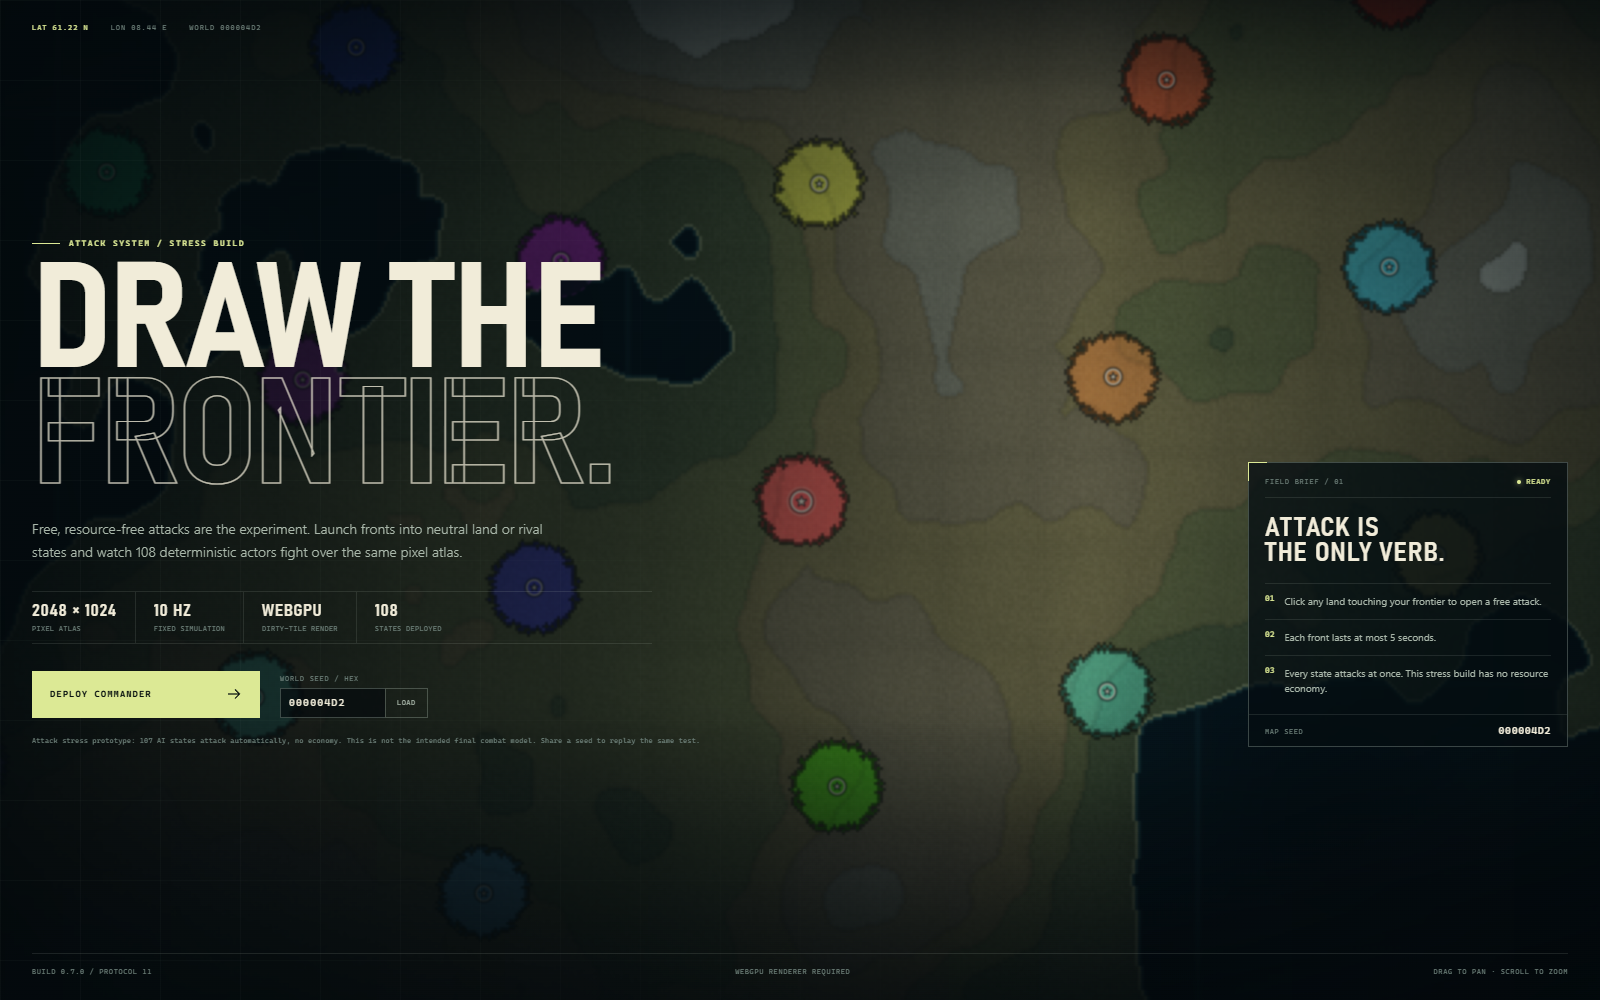 LAT 61.22 N LON 08.44 E WORLD 000004D2
ATTACK SYSTEM / STRESS BUILD
DRAW THE
FRONTIER.
Free, resource-free attacks are the experiment. Launch fronts into neutral land or rival
states and watch 108 deterministic actors fight over the same pixel atlas.
2048 × 1024 10 HZ WEBGPU 108
PIXEL ATLAS FIXED SIMULATION DIRTY-TILE RENDER STATES DEPLOYED
WORLD SEED / HEX
DEPLOY COMMANDER → 000004D2 LOAD
Attack stress prototype: 107 AI states attack automatically, no economy. This is not the intended final combat model. Share a seed to replay the same test.
FIELD BRIEF / 01 READY
ATTACK IS
THE ONLY VERB.
01 Click any land touching your frontier to open a free attack.
02 Each front lasts at most 5 seconds.
03 Every state attacks at once. This stress build has no resource
economy.
MAP SEED 000004D2
BUILD 0.7.0 / PROTOCOL 11 WEBGPU RENDERER REQUIRED DRAG TO PAN · SCROLL TO ZOOM